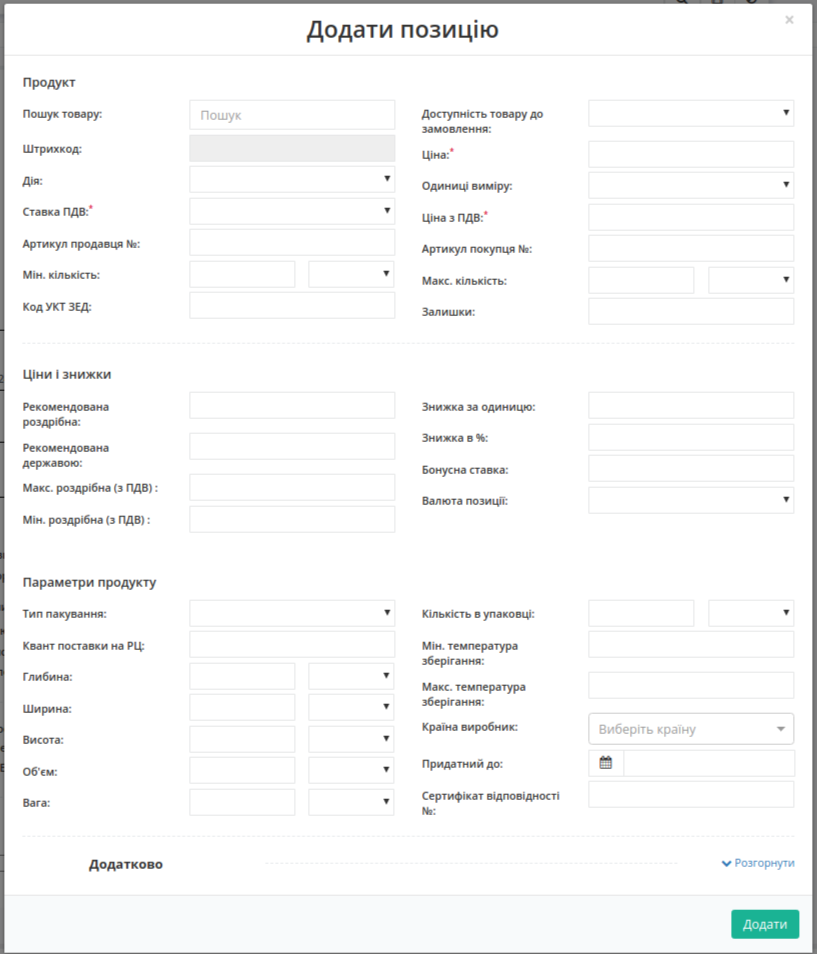 Додати позицію
×
Продукт
Пошук товару:
Пошук
Штрихкод:
Дія:
Ставка ПДВ:*
Артикул продавця №:
Мін. кількість:
Код УКТ ЗЕД:
Доступність товару до
замовлення:
Ціна:*
Одиниці виміру:
Ціна з ПДВ:*
Артикул покупця №:
Макс. кількість:
Залишки:
Ціни і знижки
Рекомендована
роздрібна:
Рекомендована
державою:
Макс. роздрібна (з ПДВ) :
Мін. роздрібна (з ПДВ) :
Знижка за одиницю:
Знижка в %:
Бонусна ставка:
Валюта позиції:
Параметри продукту
Тип пакування:
Квант поставки на РЦ:
Глибина:
Ширина:
Висота:
Об'єм:
Вага:
Кількість в упаковці:
Мін. температура
зберігання:
Макс. температура
зберігання:
Країна виробник:
Виберіть країну
Придатний до:
Сертифікат відповідності
№:
Додатково
Розгорнути
Додати